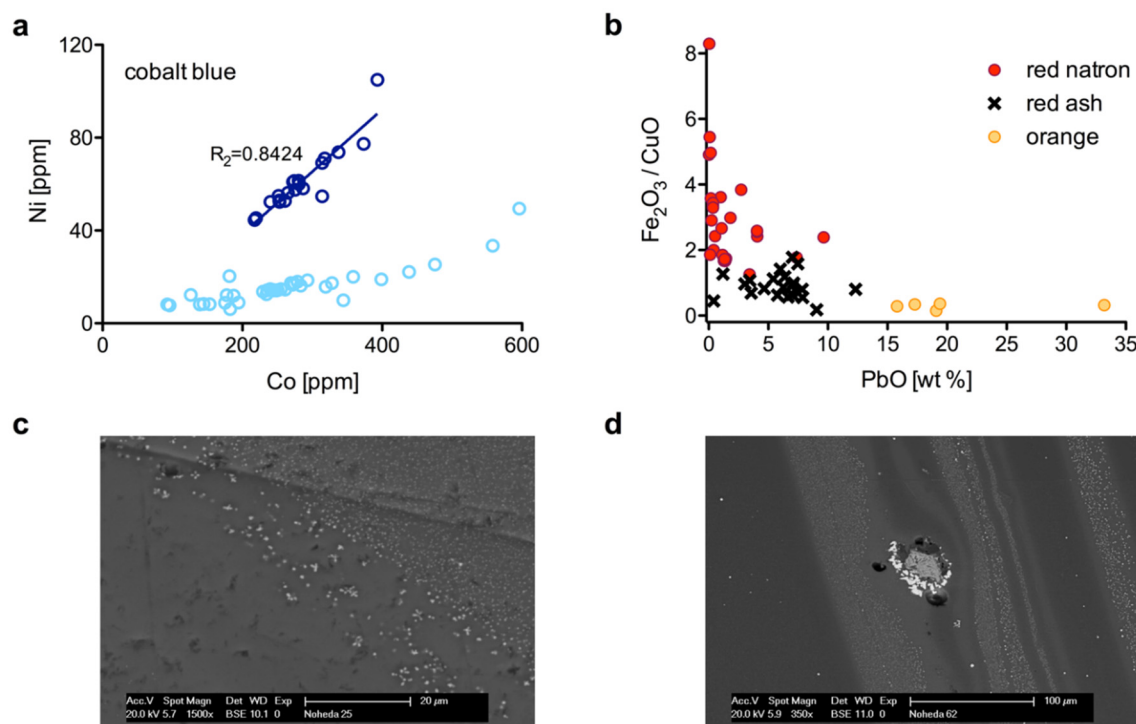 a
120
cobalt blue
80
R2=0.8424
Ni [ppm]
40
0
0 200 400 600
Co [ppm]
b
8
red natron
red ash
orange
6
Fe2O3 / CuO
4
2
0
0 5 10 15 20 25 30 35
PbO [wt %]
c
Acc.V Spot Magn Det WD Exp 20 µm
20.0 kV 5.7 1500x BSE 10.1 0 Noheda 25
d
Acc.V Spot Magn Det WD Exp 100 µm
20.0 kV 5.9 350x BSE 11.0 0 Noheda 62